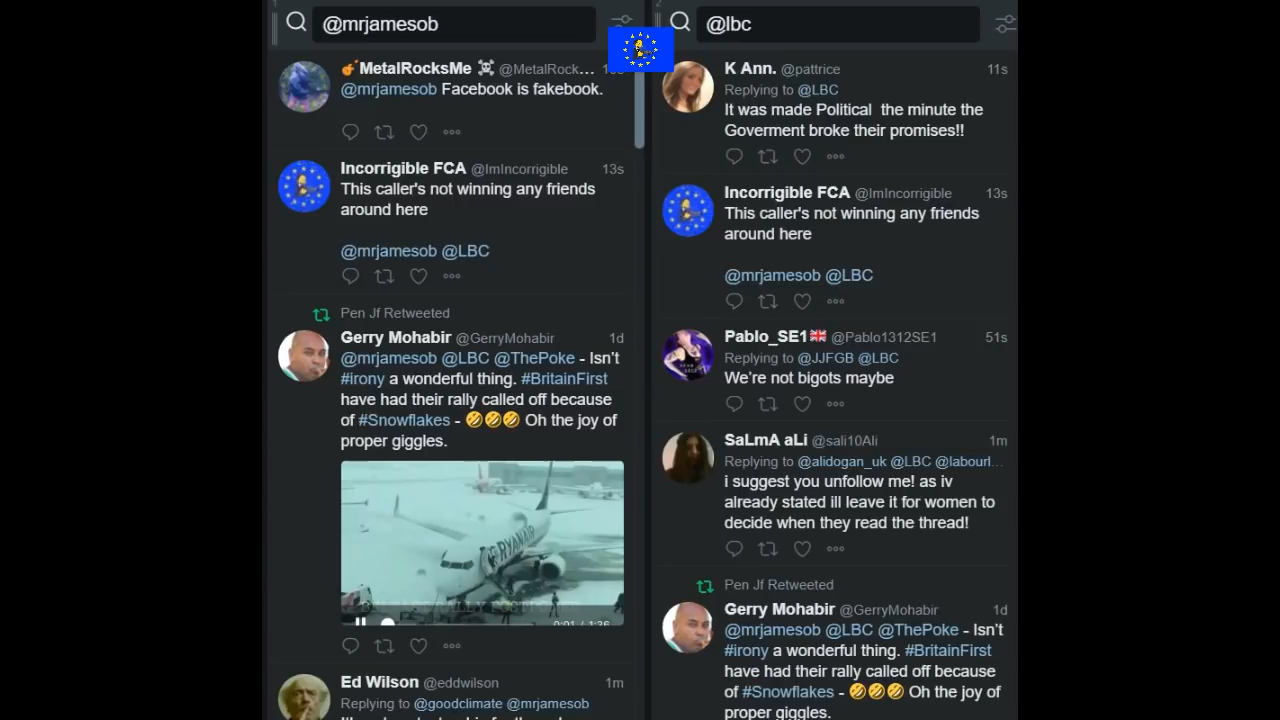 1
@mrjamesob
MetalRocksMe @MetalRock...
@mrjamesob Facebook is fakebook.
Incorrigible FCA @ImIncorrigible 13s
This caller's not winning any friends
around here
@mrjamesob @LBC
Pen Jf Retweeted
Gerry Mohabir @GerryMohabir 1d
@mrjamesob @LBC @ThePoke - Isn't
#irony a wonderful thing. #BritainFirst
have had their rally called off because
of #Snowflakes - 🤣🤣🤣 Oh the joy of
proper giggles.
RYANAIR
0:01 / 1:36
Ed Wilson @eddwilson 1m
Replying to @goodclimate @mrjamesob
2
@lbc
K Ann. @pattrice 11s
Replying to @LBC
It was made Political the minute the
Goverment broke their promises!!
Incorrigible FCA @ImIncorrigible 13s
This caller's not winning any friends
around here
@mrjamesob @LBC
Pablo_SE1🇬🇧 @Pablo1312SE1 51s
Replying to @JJFGB @LBC
We're not bigots maybe
SaLmA aLi @sali10Ali 1m
Replying to @alidogan_uk @LBC @labourl...
i suggest you unfollow me! as iv
already stated ill leave it for women to
decide when they read the thread!
Pen Jf Retweeted
Gerry Mohabir @GerryMohabir 1d
@mrjamesob @LBC @ThePoke - Isn't
#irony a wonderful thing. #BritainFirst
have had their rally called off because
of #Snowflakes - 🤣🤣🤣 Oh the joy of
proper giggles.